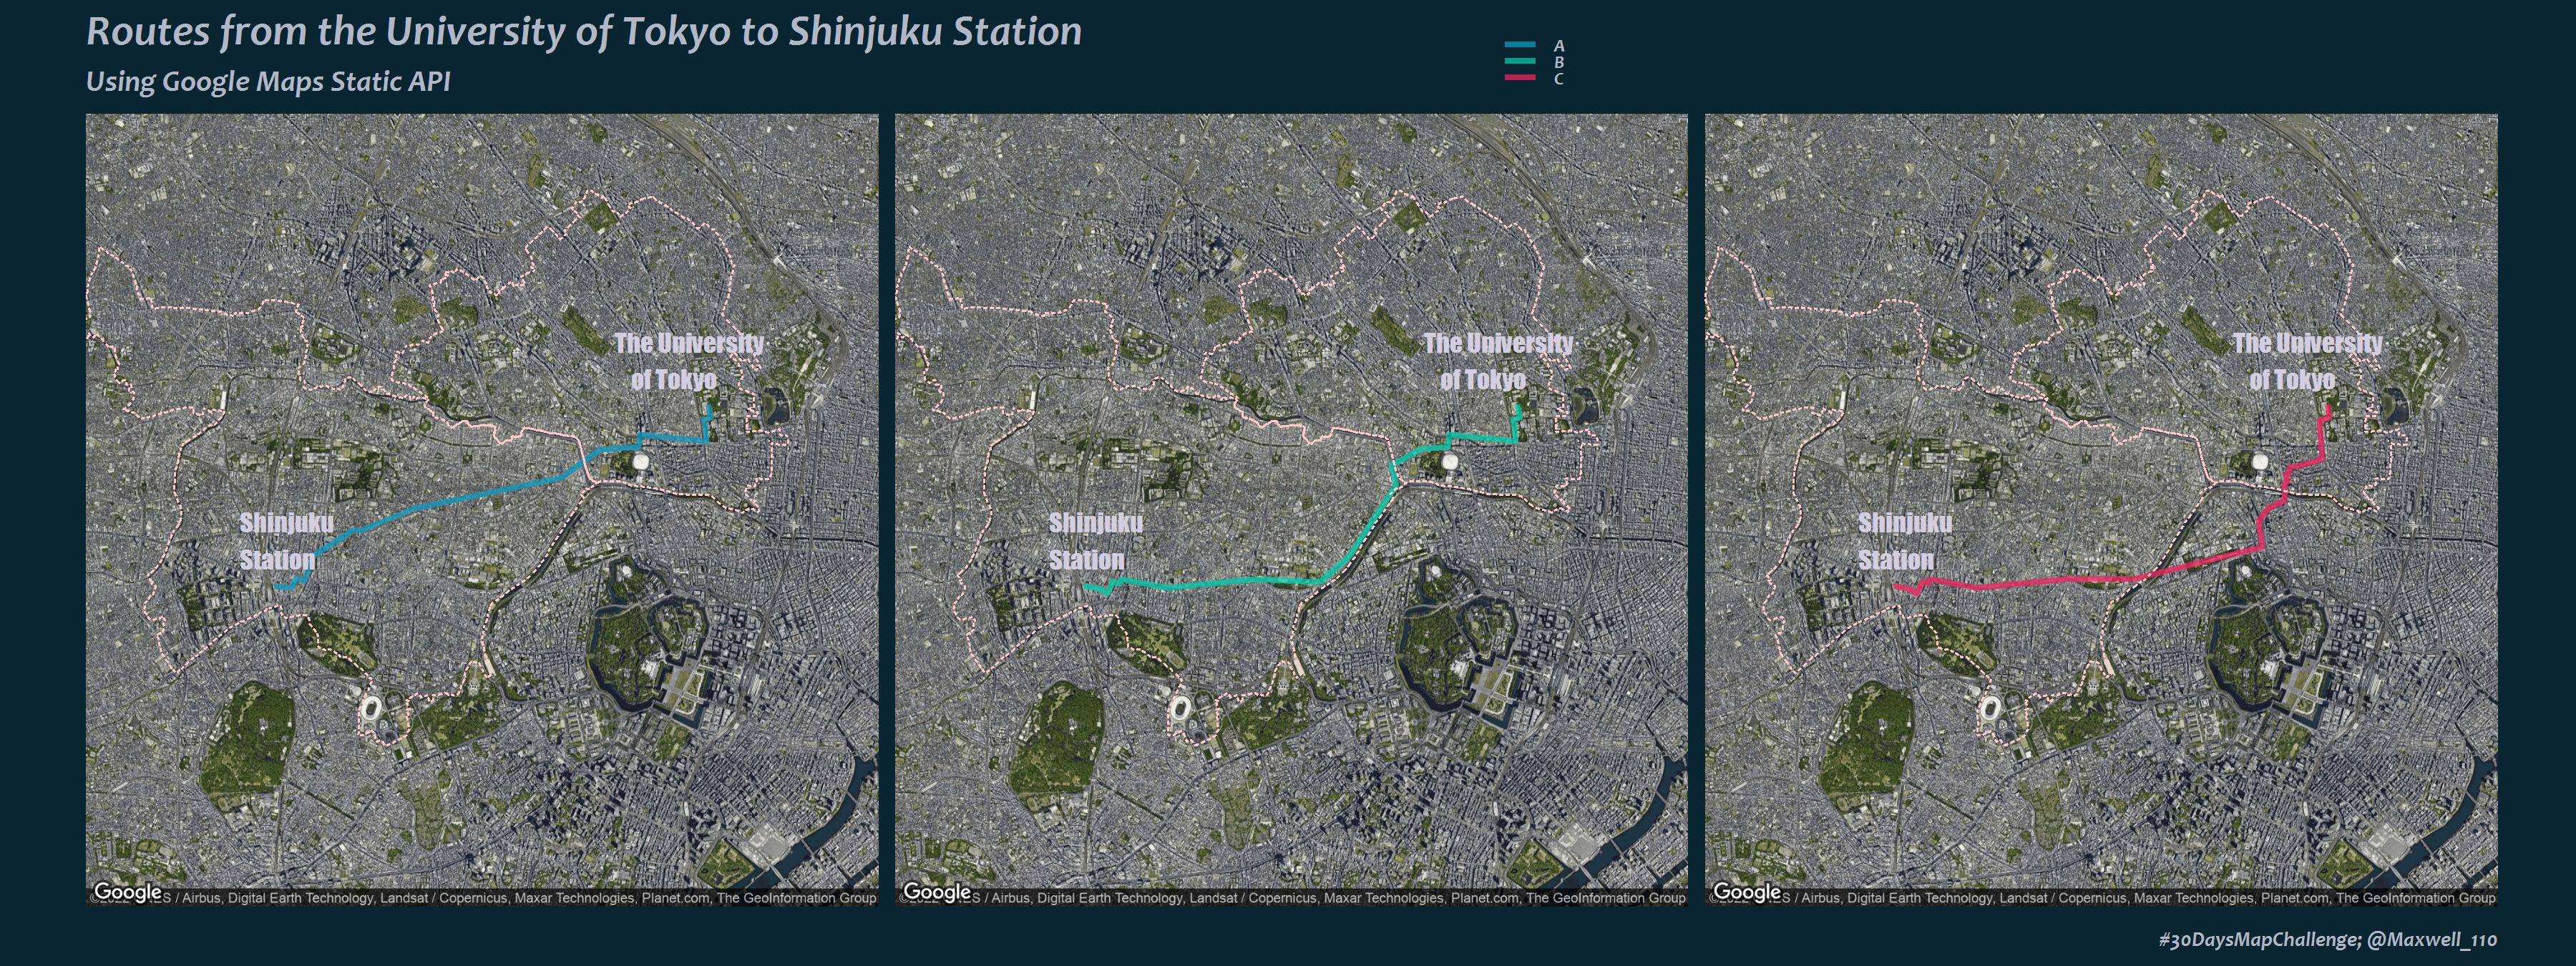 Routes from the University of Tokyo to Shinjuku Station
Using Google Maps Static API
A
B
C
The University
of Tokyo
Shinjuku
Station
Google
/ Airbus, Digital Earth Technology, Landsat / Copernicus, Maxar Technologies, Planet.com, The GeoInformation Group
The University
of Tokyo
Shinjuku
Station
Google
/ Airbus, Digital Earth Technology, Landsat / Copernicus, Maxar Technologies, Planet.com, The GeoInformation Group
The University
of Tokyo
Shinjuku
Station
Google
/ Airbus, Digital Earth Technology, Landsat / Copernicus, Maxar Technologies, Planet.com, The GeoInformation Group
#30DaysMapChallenge; @Maxwell_110